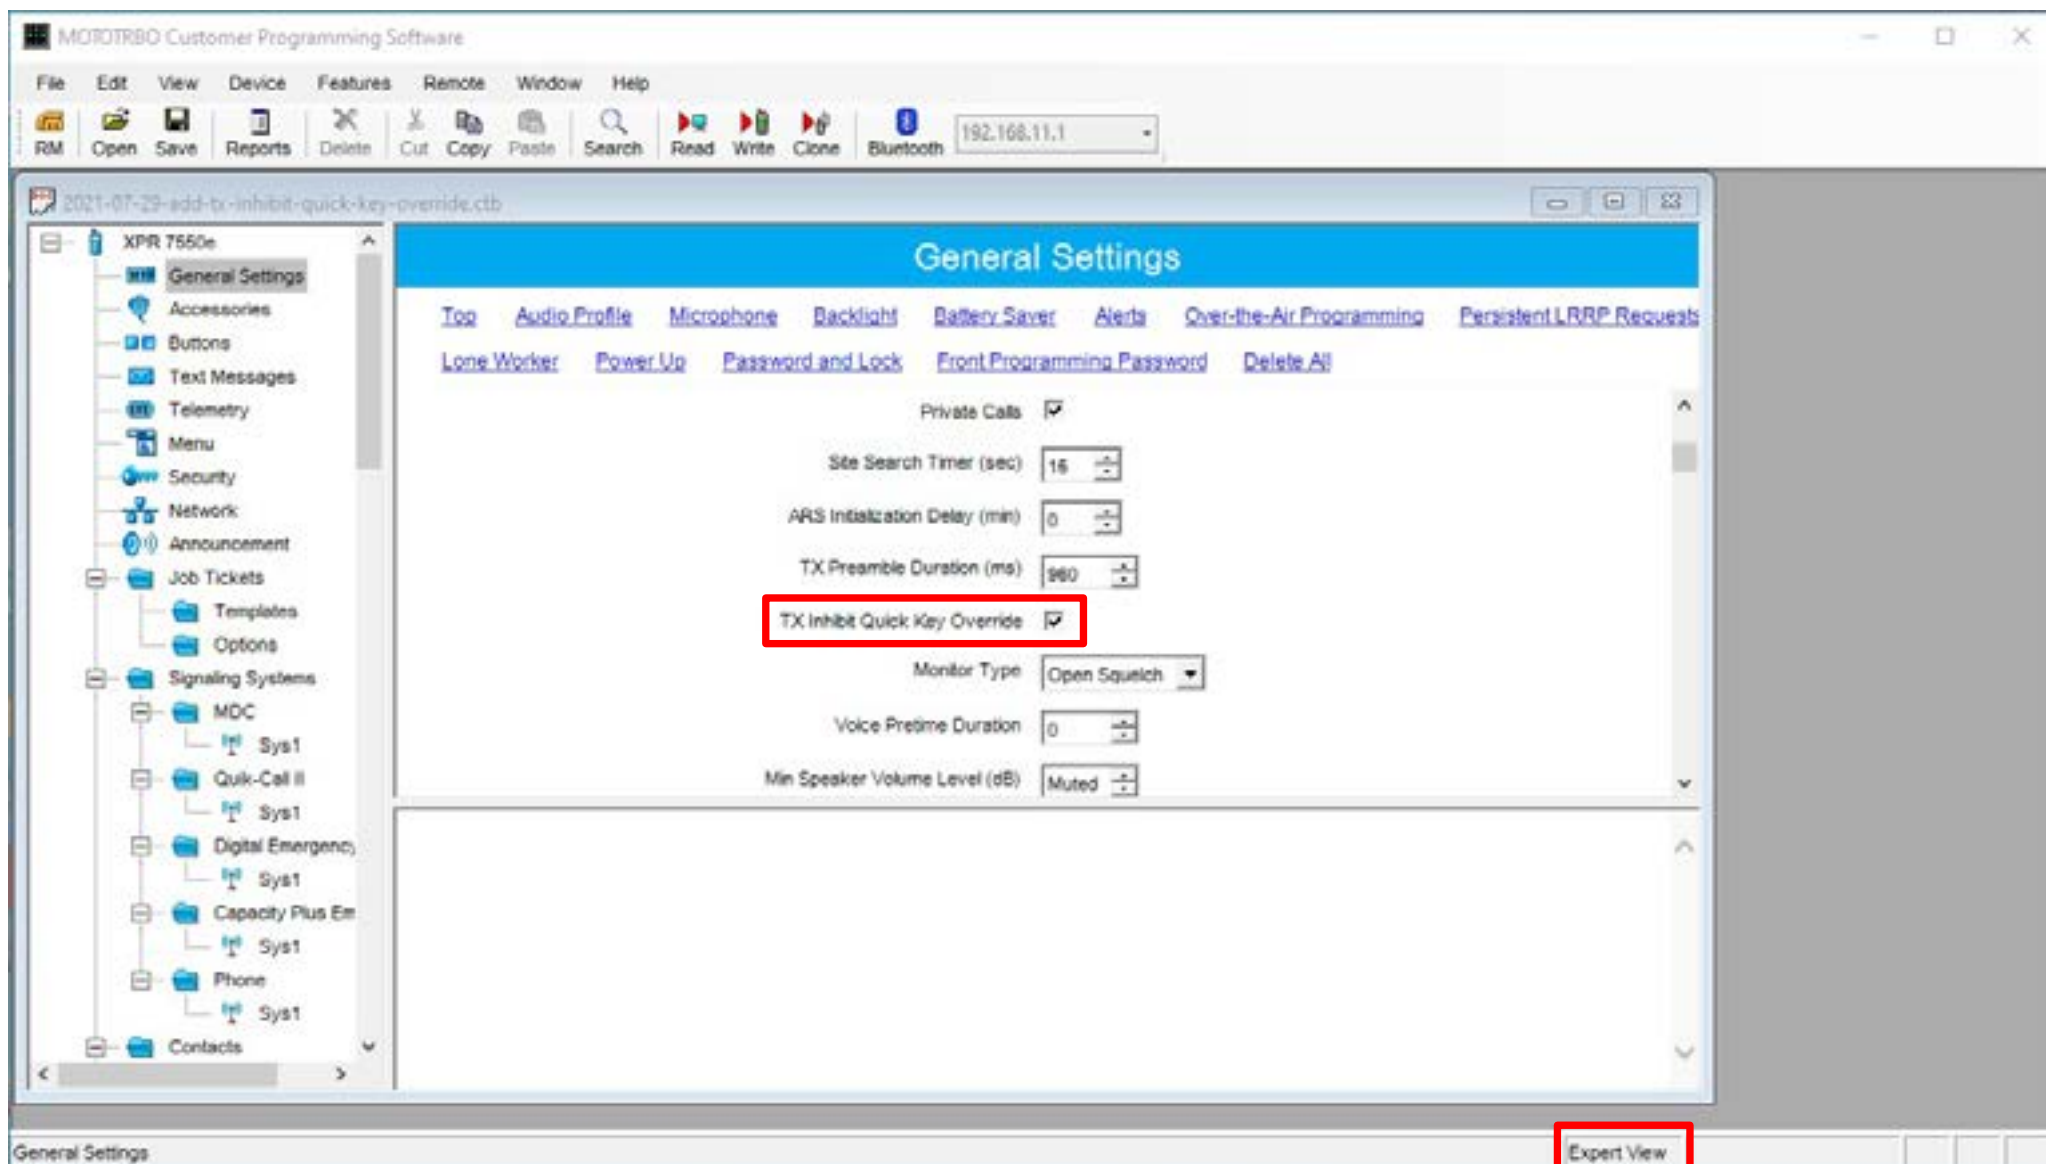 MOTOTRBO Customer Programming Software
File Edit View Device Features Remote Window Help
RM Open Save Reports Delete Cut Copy Paste Search Read Write Clone Bluetooth 192.168.11.1
2021-07-29-add-tx-inhibit-quick-key-override.ctb
XPR 7550e
General Settings
Accessories
Buttons
Text Messages
Telemetry
Menu
Security
Network
Announcement
Job Tickets
Templates
Options
Signaling Systems
MDC
Sys1
Quik-Call II
Sys1
Digital Emergency
Sys1
Capacity Plus Em
Sys1
Phone
Sys1
Contacts
General Settings
Top Audio Profile Microphone Backlight Battery Saver Alerts Over-the-Air Programming Persistent LRRP Requests
Lone Worker Power Up Password and Lock Front Programming Password Delete All
Private Calls
Site Search Timer (sec) 15
ARS Initialization Delay (min) 0
TX Preamble Duration (ms) 960
TX Inhibit Quick Key Override
Monitor Type Open Squelch
Voice Pretime Duration 0
Min Speaker Volume Level (dB) Muted
General Settings
Expert View